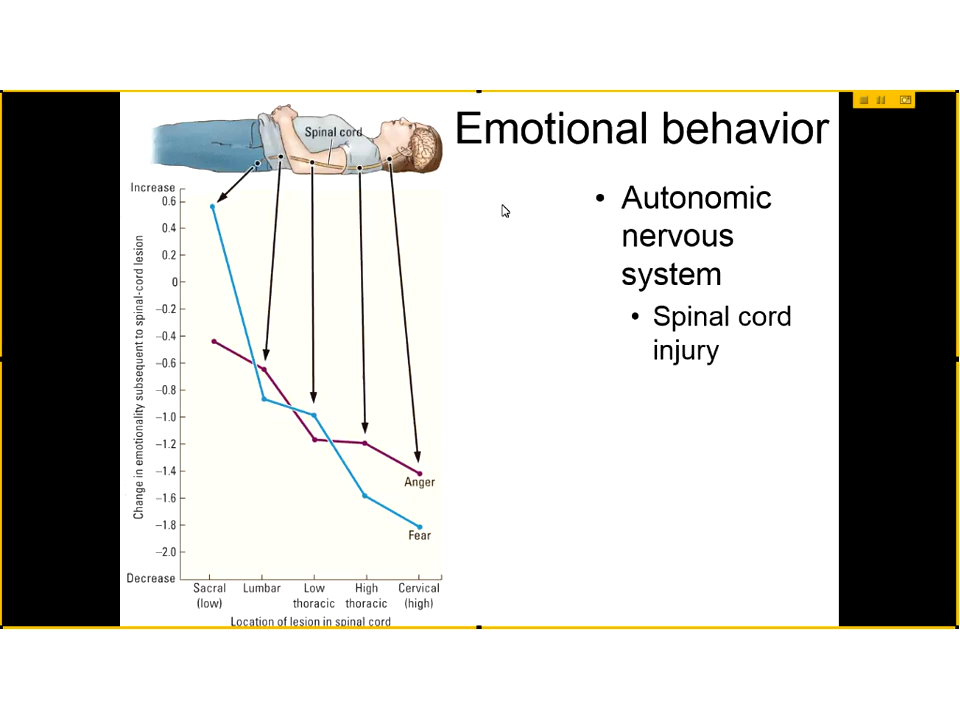 Emotional behavior
• Autonomic
nervous
system
• Spinal cord
injury
Spinal cord
Increase
0.6
0.4
0.2
0
–0.2
–0.4
–0.6
–0.8
–1.0
–1.2
–1.4
–1.6
–1.8
–2.0
Decrease
Change in emotionality subsequent to spinal-cord lesion
Anger
Fear
Sacral
(low)
Lumbar
Low
thoracic
High
thoracic
Cervical
(high)
Location of lesion in spinal cord